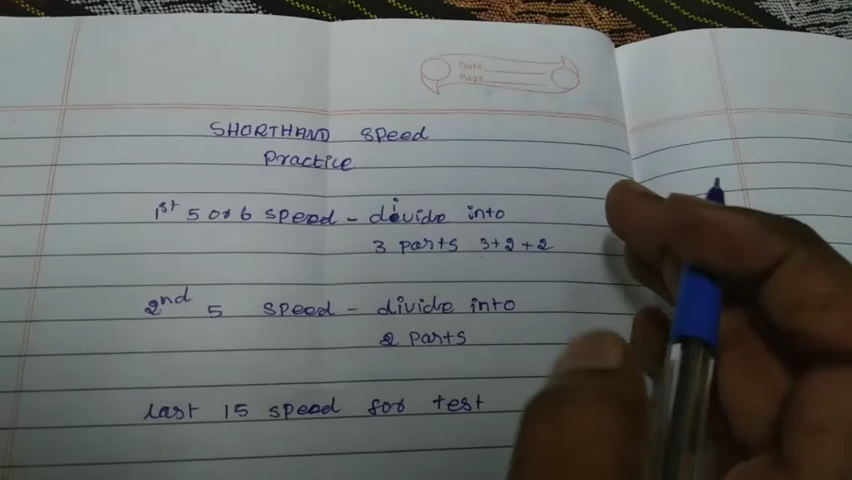 Date
Page
SHORTHAND speed
Practice
1st 5 or 6 speed - divide into
3 parts 3+2+2
2nd 5 speed - divide into
2 parts
last 15 speed for test